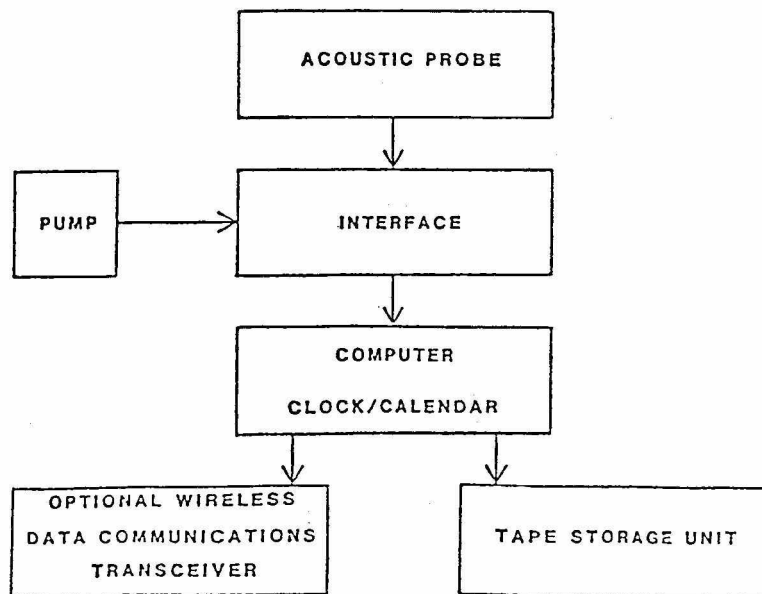 ACOUSTIC PROBE
PUMP
INTERFACE
COMPUTER
CLOCK/CALENDAR
OPTIONAL WIRELESS
DATA COMMUNICATIONS
TRANSCEIVER
TAPE STORAGE UNIT